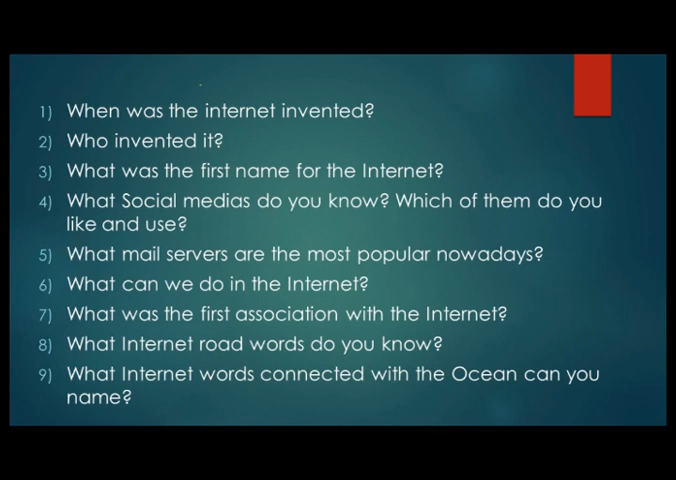 1) When was the internet invented?
2) Who invented it?
3) What was the first name for the Internet?
4) What Social medias do you know? Which of them do you
like and use?
5) What mail servers are the most popular nowadays?
6) What can we do in the Internet?
7) What was the first association with the Internet?
8) What Internet road words do you know?
9) What Internet words connected with the Ocean can you
name?